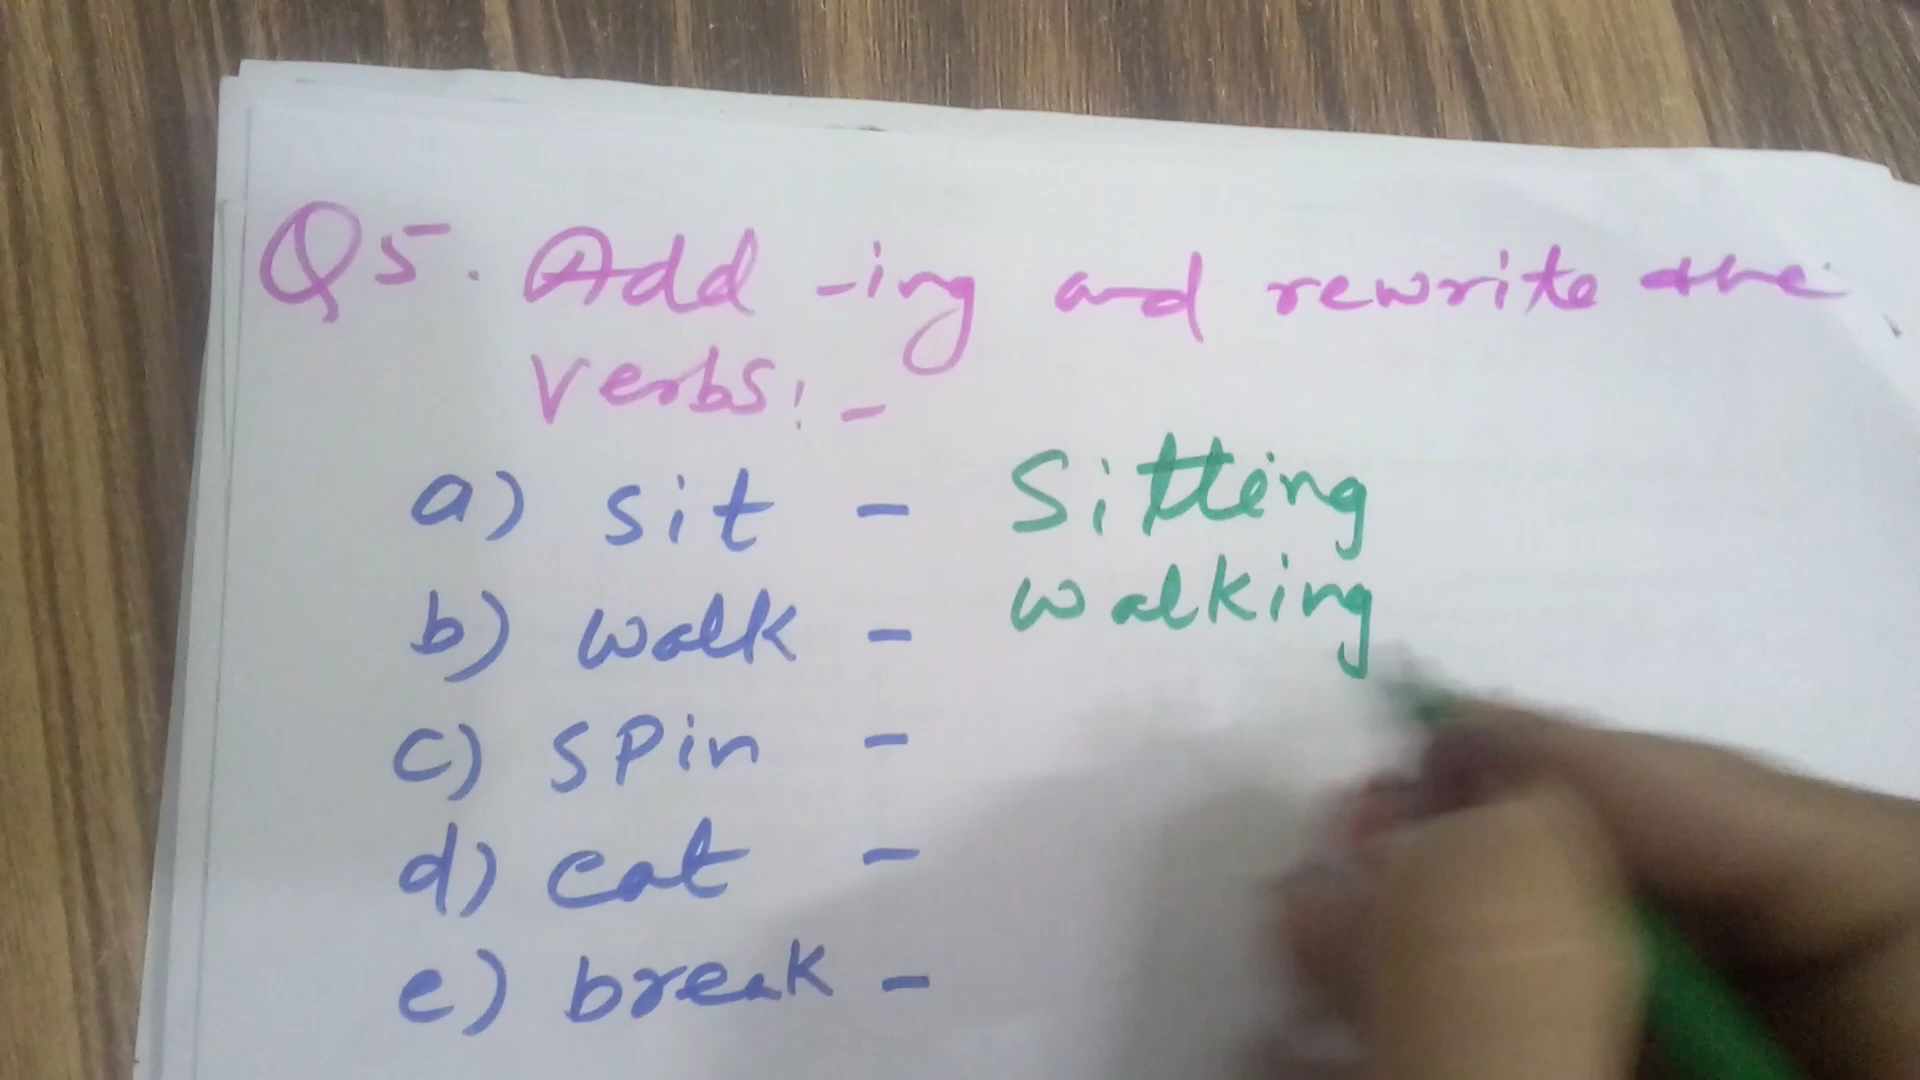 Q5. Add -ing and rewrite the
verbs:-
a) sit - Sitting
b) walk - walking
c) spin -
d) eat -
e) break -